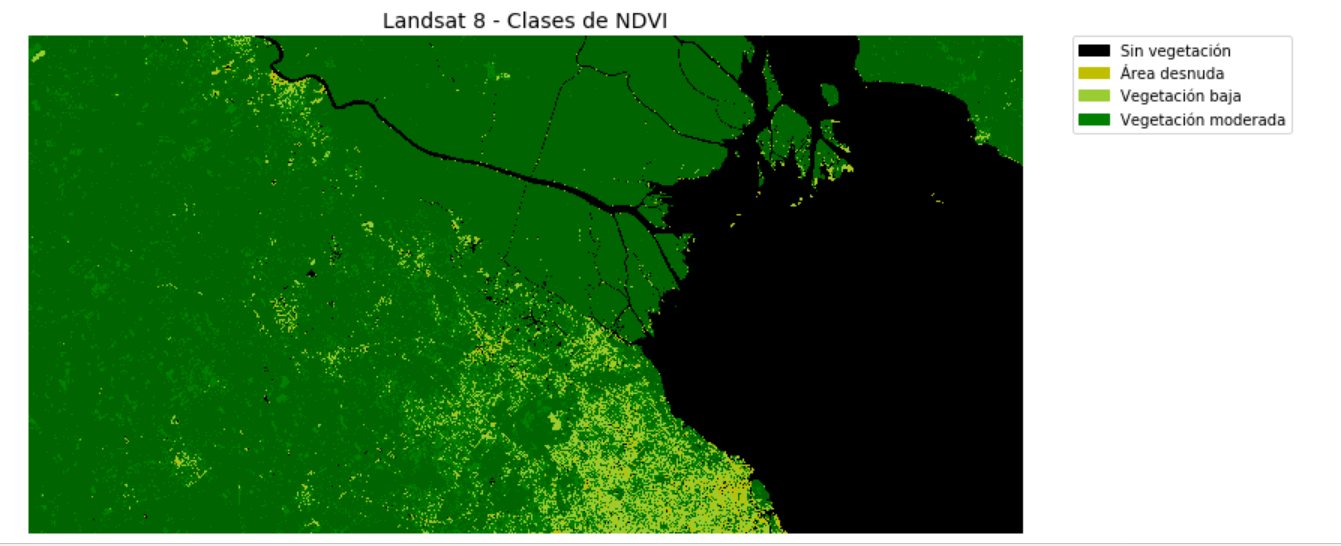 Landsat 8 - Clases de NDVI
Sin vegetación
Área desnuda
Vegetación baja
Vegetación moderada